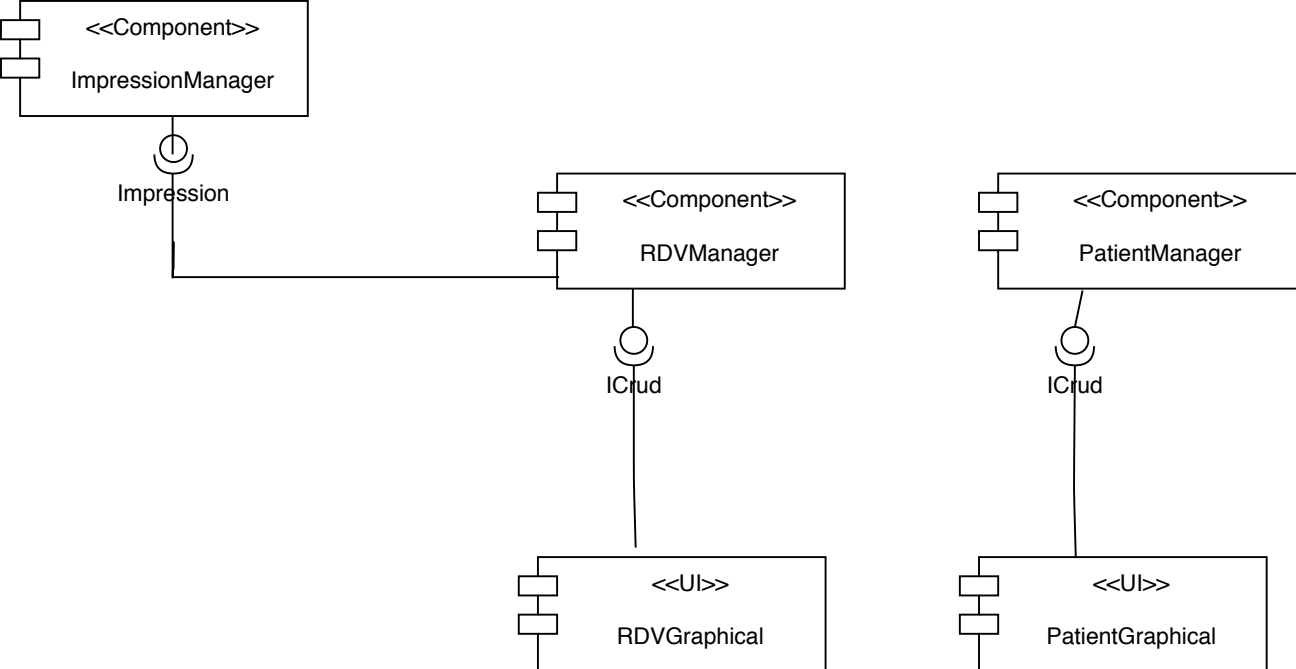 <<Component>>
ImpressionManager
Impression
<<Component>>
RDVManager
<<Component>>
PatientManager
ICrud
ICrud
<<UI>>
RDVGraphical
<<UI>>
PatientGraphical